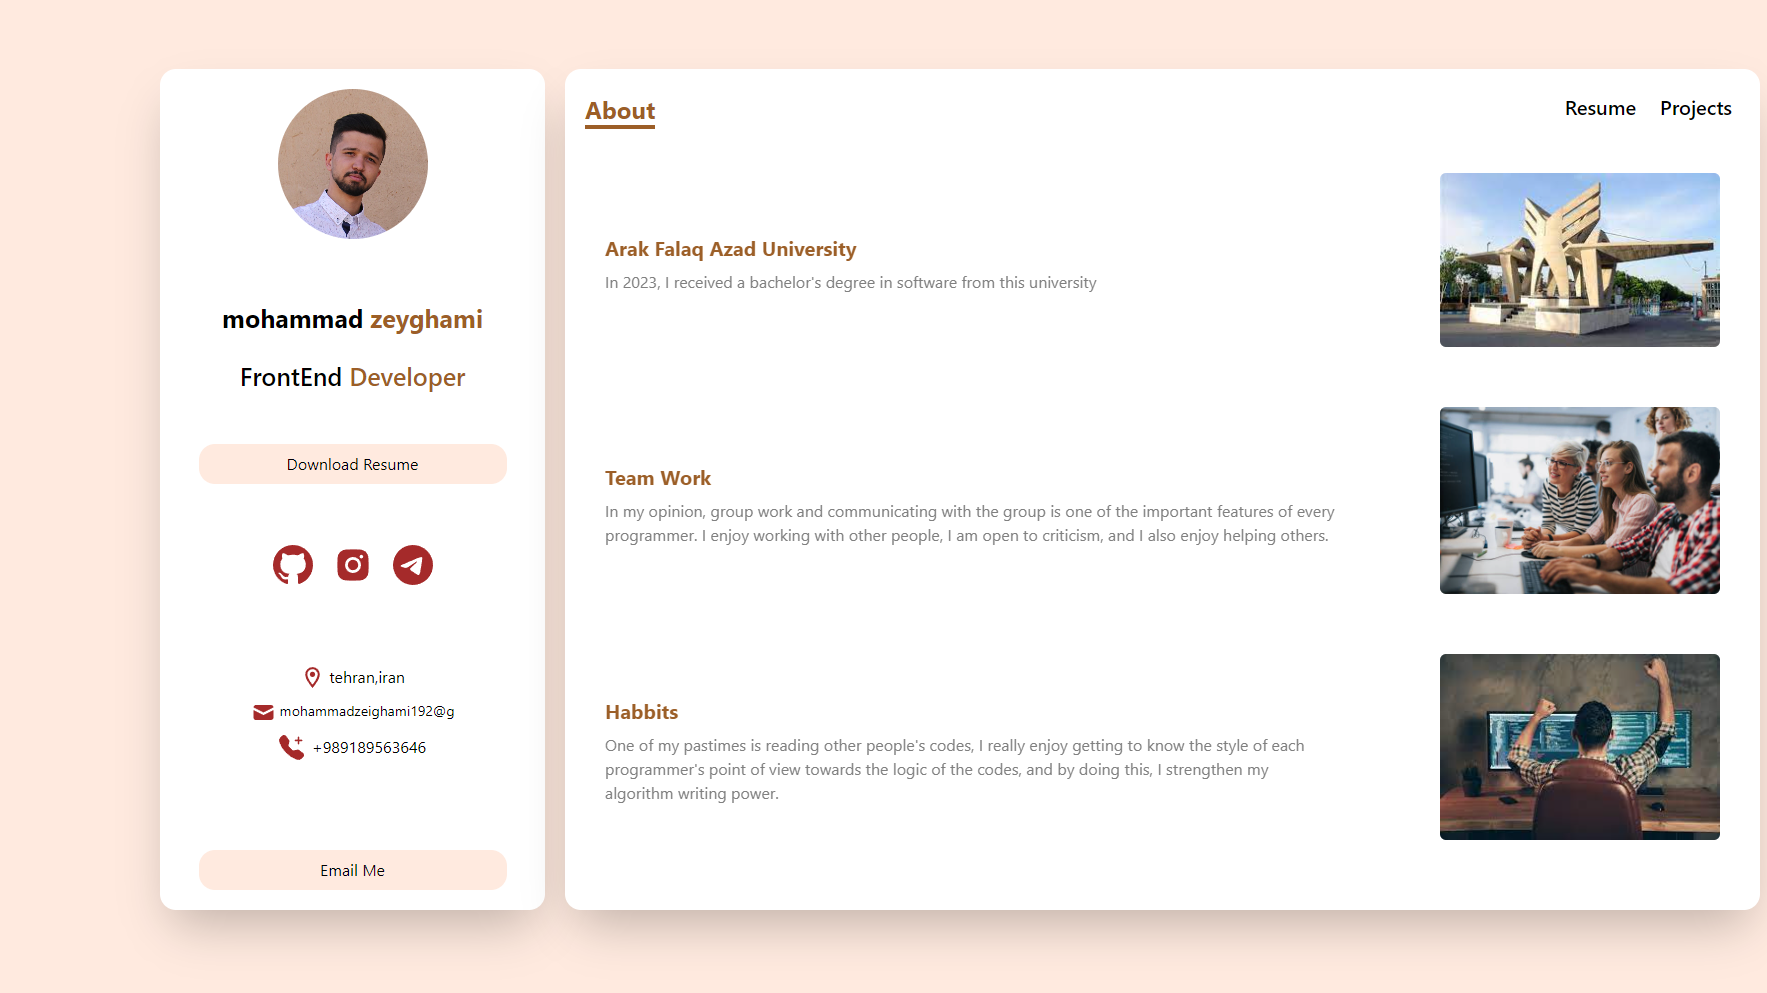 mohammad zeyghami
FrontEnd Developer
Download Resume
tehran,iran
mohammadzeighami192@g
+989189563646
Email Me
About
Resume
Projects
Arak Falaq Azad University
In 2023, I received a bachelor's degree in software from this university
Team Work
In my opinion, group work and communicating with the group is one of the important features of every
programmer. I enjoy working with other people, I am open to criticism, and I also enjoy helping others.
Habbits
One of my pastimes is reading other people's codes, I really enjoy getting to know the style of each
programmer's point of view towards the logic of the codes, and by doing this, I strengthen my
algorithm writing power.